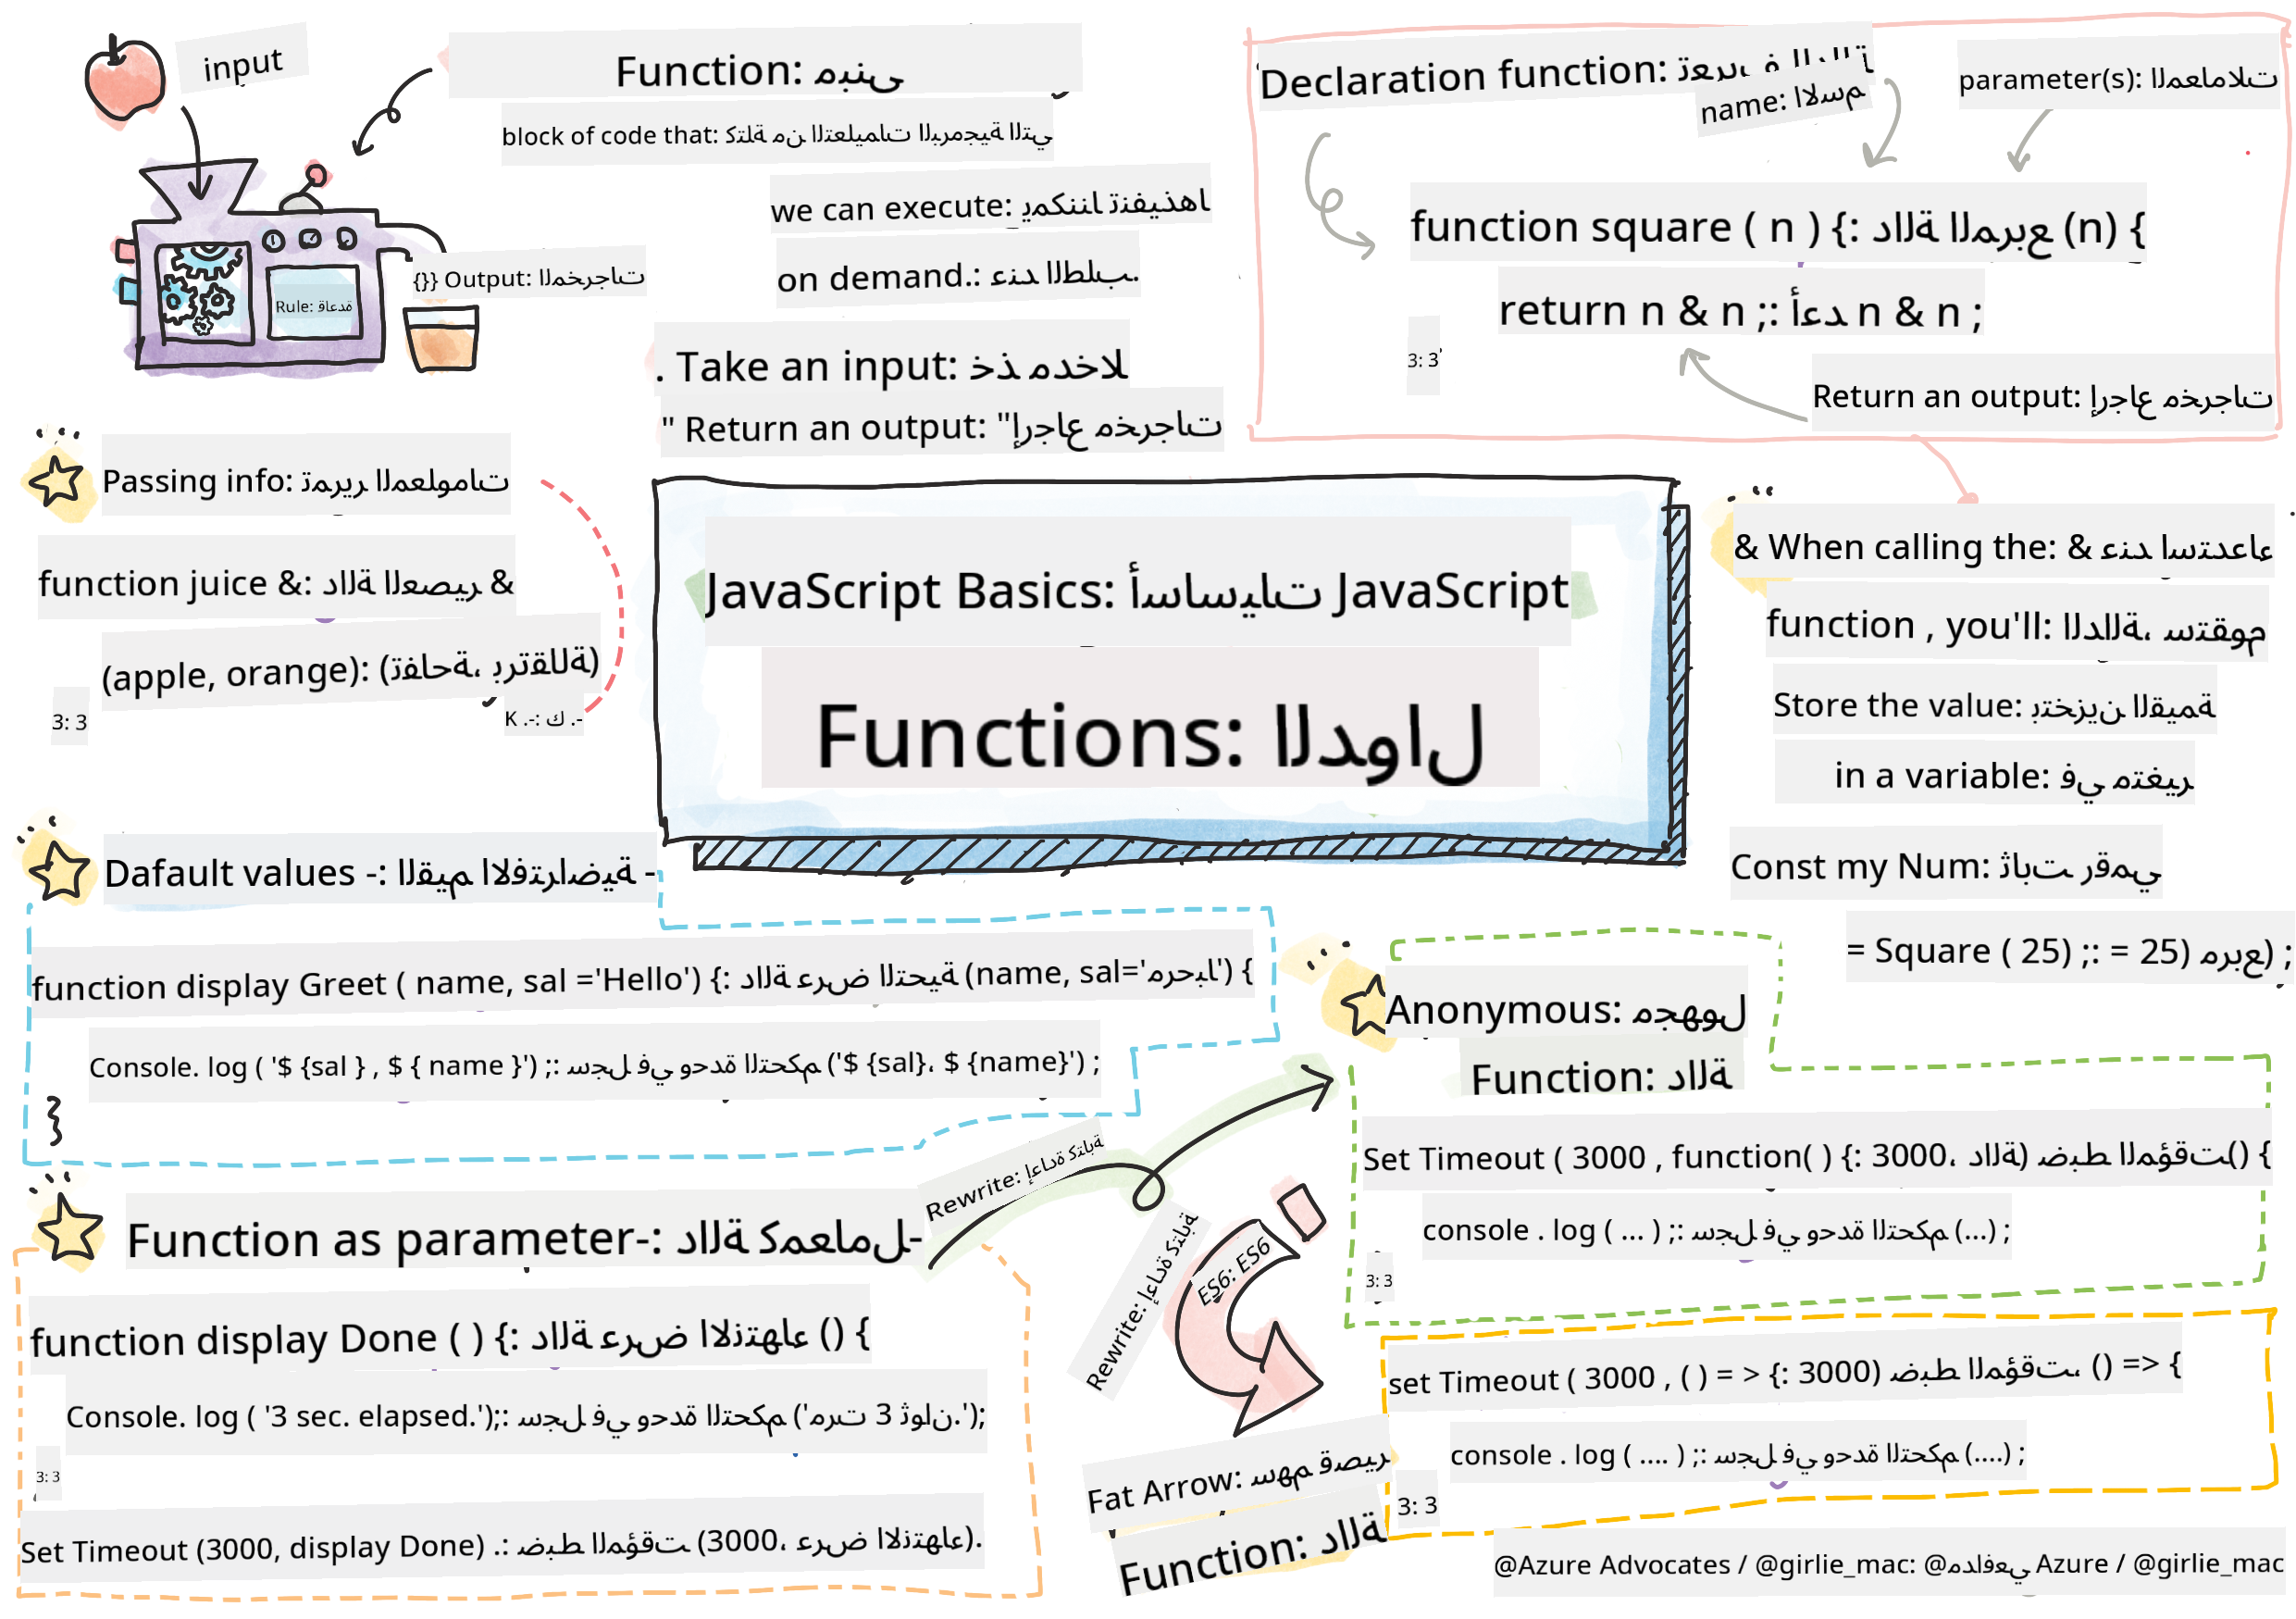 input
Function: مبنى
block of code that: كتلة من التعليمات البرمجية التي
we can execute: يمكننا تنفيذها
on demand.: عند الطلب.
{}} Output: المخرجات
Rule: قاعدة
. Take an input: خذ مدخلا
" Return an output: "إرجاع مخرجات
Declaration function: تعريف الدالة
name: الاسم
parameter(s): المعاملات
function square ( n ) {: دالة المربع (n) {
return n & n ;: أعد n & n ;
3: 3
Return an output: إرجاع مخرجات
Passing info: تمرير المعلومات
function juice &: دالة العصير &
(apple, orange): (تفاحة، برتقالة)
3: 3
K .-: ك .-
JavaScript Basics: أساسيات JavaScript
Functions: الدوال
& When calling the: & عند استدعاء
function , you'll: الدالة، ستقوم
Store the value: بتخزين القيمة
in a variable: في متغير
Const my Num: ثابت رقمي
= Square ( 25) ;: = مربع (25) ;
Dafault values -: القيم الافتراضية -
function display Greet ( name, sal ='Hello') {: دالة عرض التحية (name, sal='مرحبا') {
Console. log ( '$ {sal } , $ { name }') ;: سجل في وحدة التحكم ('$ {sal}، $ {name}') ;
Function as parameter-: دالة كمعامل-
function display Done ( ) {: دالة عرض الانتهاء () {
Console. log ( '3 sec. elapsed.');: سجل في وحدة التحكم ('مرت 3 ثوان.');
3: 3
Set Timeout (3000, display Done) .: ضبط المؤقت (3000، عرض الانتهاء).
Rewrite: إعادة كتابة
Rewrite: إعادة كتابة
ES6: ES6
Anonymous: مجهول
Function: دالة
Set Timeout ( 3000 , function( ) {: ضبط المؤقت (3000، دالة() {
console . log ( ... ) ;: سجل في وحدة التحكم (...) ;
3: 3
Fat Arrow: سهم قصير
Function: دالة
set Timeout ( 3000 , ( ) = > {: ضبط المؤقت (3000، () => {
console . log ( .... ) ;: سجل في وحدة التحكم (....) ;
3: 3
@Azure Advocates / @girlie_mac: @مدافعي Azure / @girlie_mac